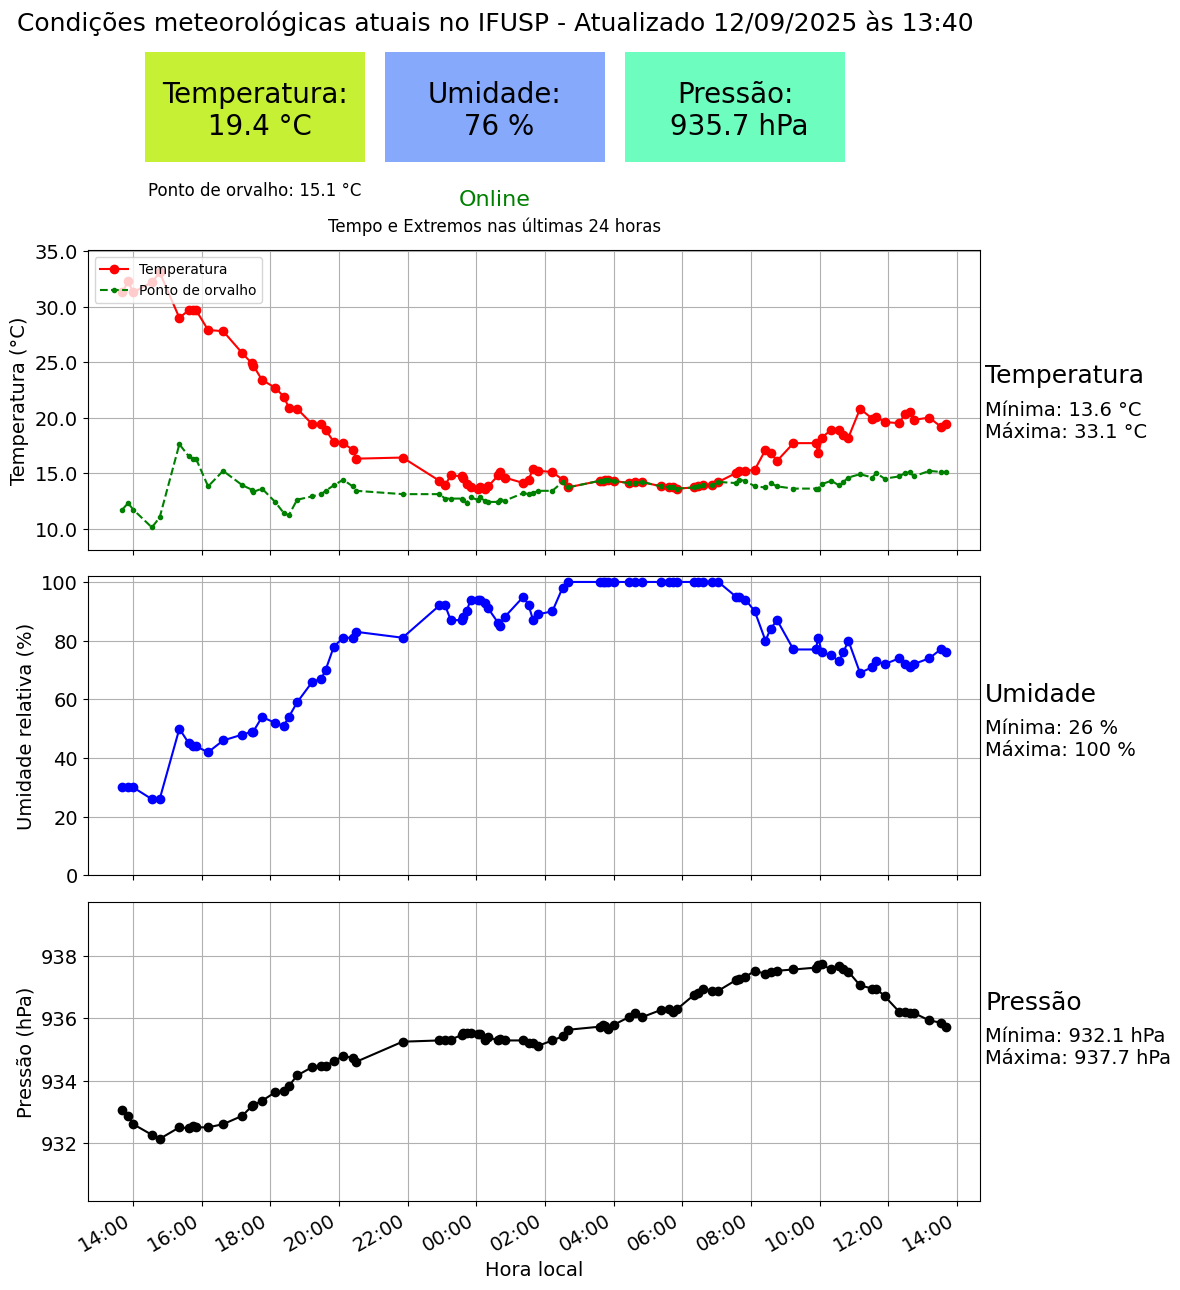 Condições meteorológicas atuais no IFUSP - Atualizado 12/09/2025 às 13:40
Temperatura:
19.4 °C
Umidade:
76 %
Pressão:
935.7 hPa
Ponto de orvalho: 15.1 °C
Online
Tempo e Extremos nas últimas 24 horas
Temperatura (°C)
35.0
30.0
25.0
20.0
15.0
10.0
Temperatura
Ponto de orvalho
Temperatura
Mínima: 13.6 °C
Máxima: 33.1 °C
Umidade relativa (%)
100
80
60
40
20
0
Umidade
Mínima: 26 %
Máxima: 100 %
Pressão (hPa)
938
936
934
932
Pressão
Mínima: 932.1 hPa
Máxima: 937.7 hPa
14:00 16:00 18:00 20:00 22:00 00:00 02:00 04:00 06:00 08:00 10:00 12:00 14:00
Hora local